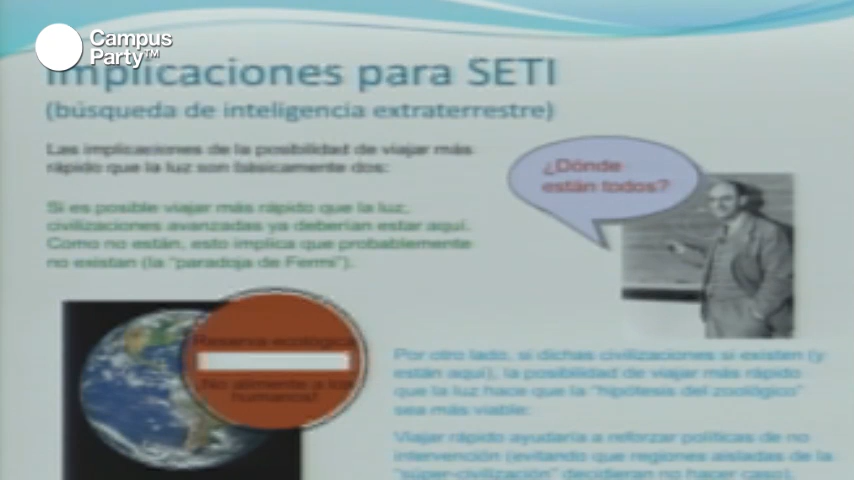 Campus
Party™
Implicaciones para SETI
(búsqueda de inteligencia extraterrestre)
Las implicaciones de la posibilidad de viajar más
rápido que la luz son básicamente dos:
¿Dónde
están todos?
Si es posible viajar más rápido que la luz,
civilizaciones avanzadas ya deberían estar aquí.
Como no están, esto implica que probablemente
no existan (la "paradoja de Fermi").
Reserva ecológica
¡No alimente a los
humanos!
Por otro lado, si dichas civilizaciones si existen (y
están aquí), la posibilidad de viajar más rápido
que la luz hace que la "hipótesis del zoológico"
sea más viable:
Viajar rápido ayudaría a reforzar políticas de no
intervención (evitando que regiones aisladas de la
"súper-civilización" decidieran no hacer caso).